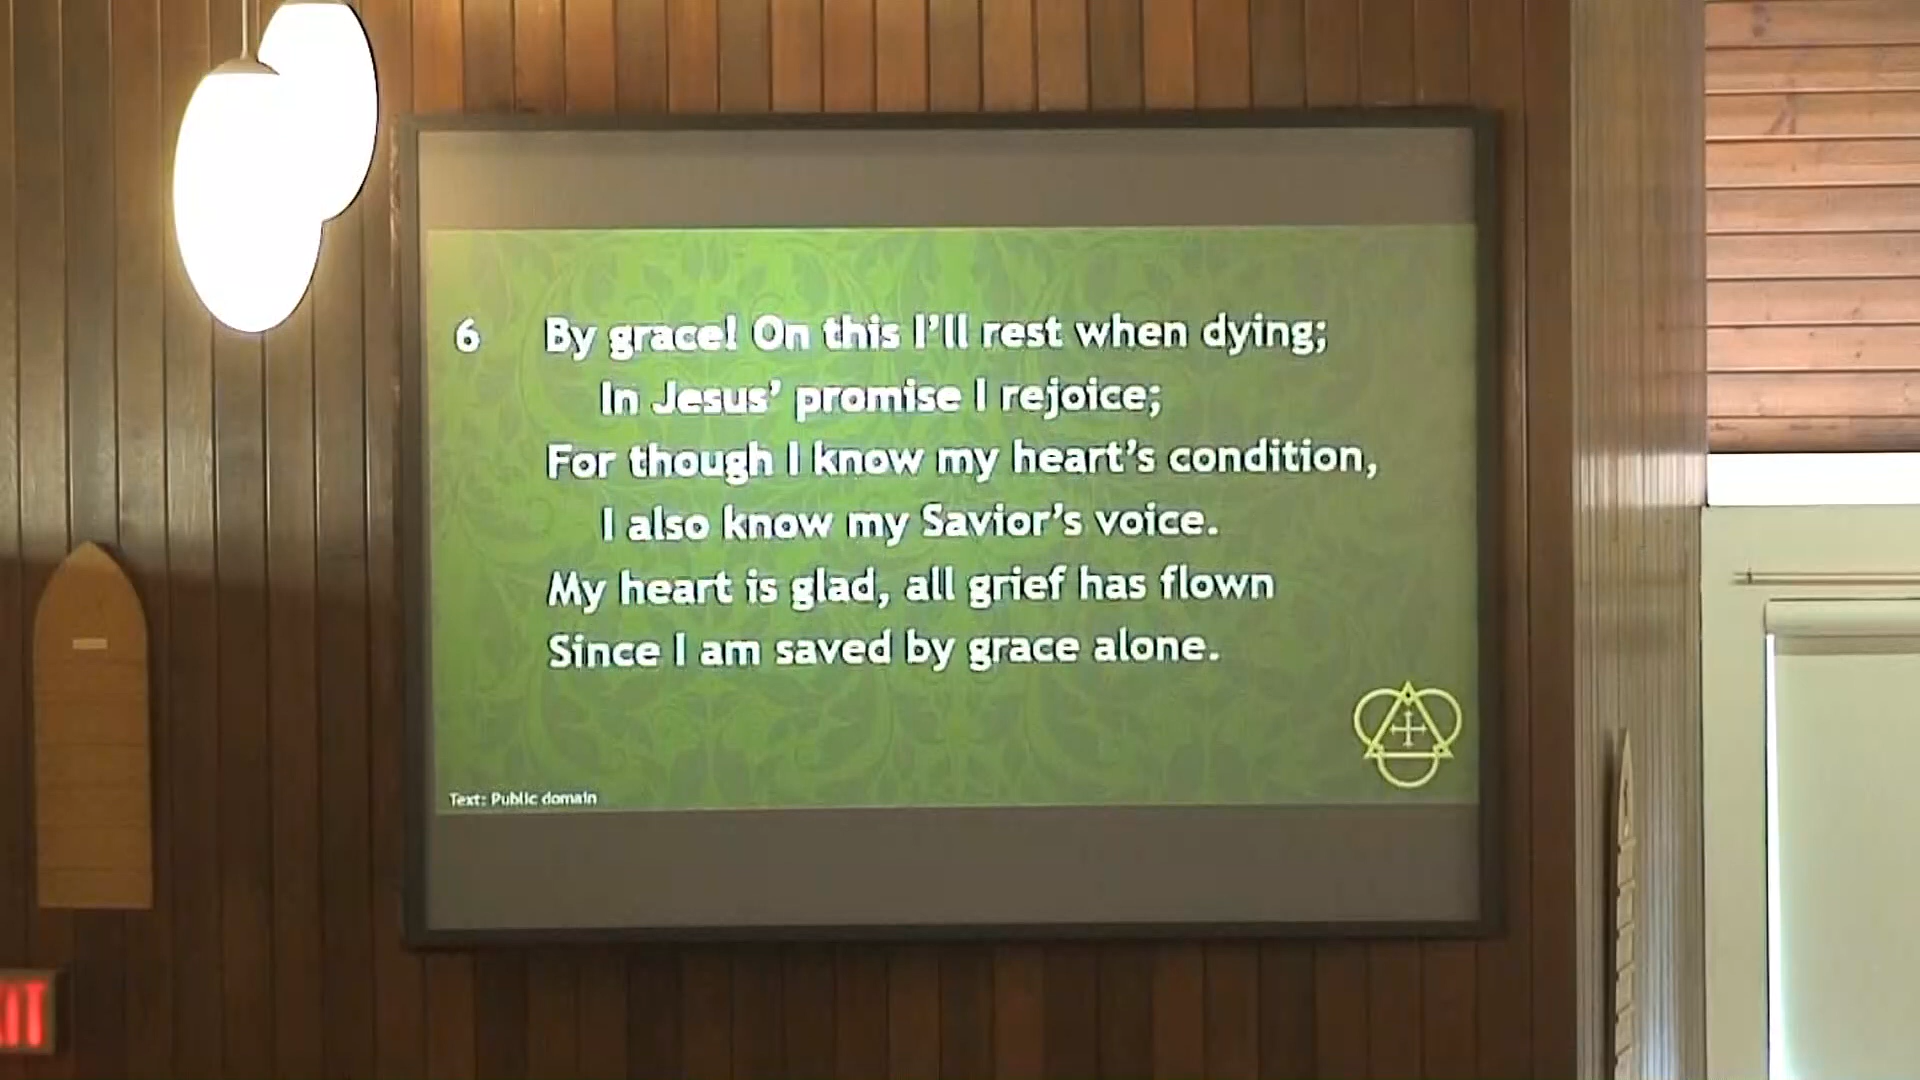 6 By grace! On this I'll rest when dying;
In Jesus' promise I rejoice;
For though I know my heart's condition,
I also know my Savior's voice.
My heart is glad, all grief has flown
Since I am saved by grace alone.
Text: Public domain
XIT